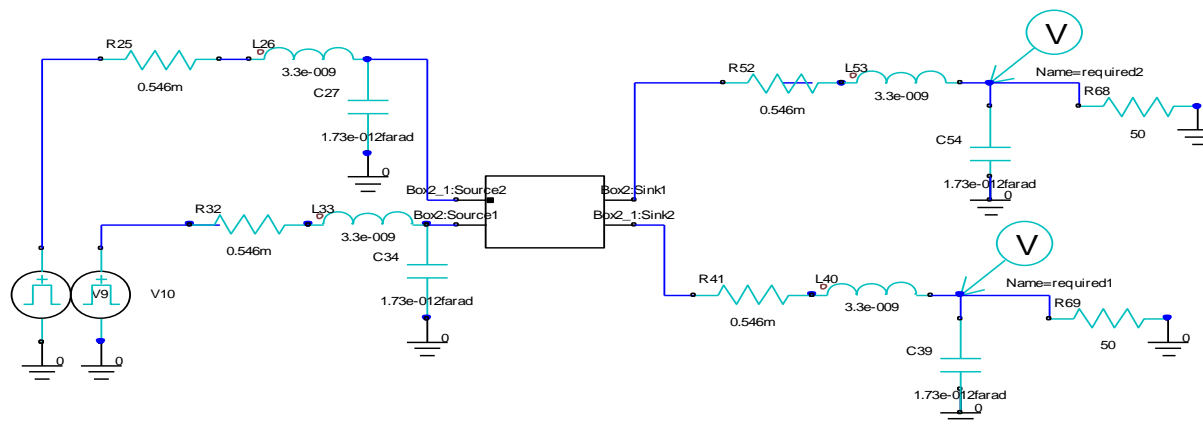 R25
L26
0.546m
3.3e-009
C27
1.73e-012farad
0
R32
L33
0.546m
3.3e-009
C34
1.73e-012farad
0
V9
V10
0
0
Box2_1:Source2
Box2:Source1
Box2:Sink1
Box2_1:Sink2
R52
L53
0.546m
3.3e-009
V
Name=required2
R68
50
0
C54
1.73e-012farad
0
R41
L40
0.546m
3.3e-009
V
Name=required1
R69
50
0
C39
1.73e-012farad
0